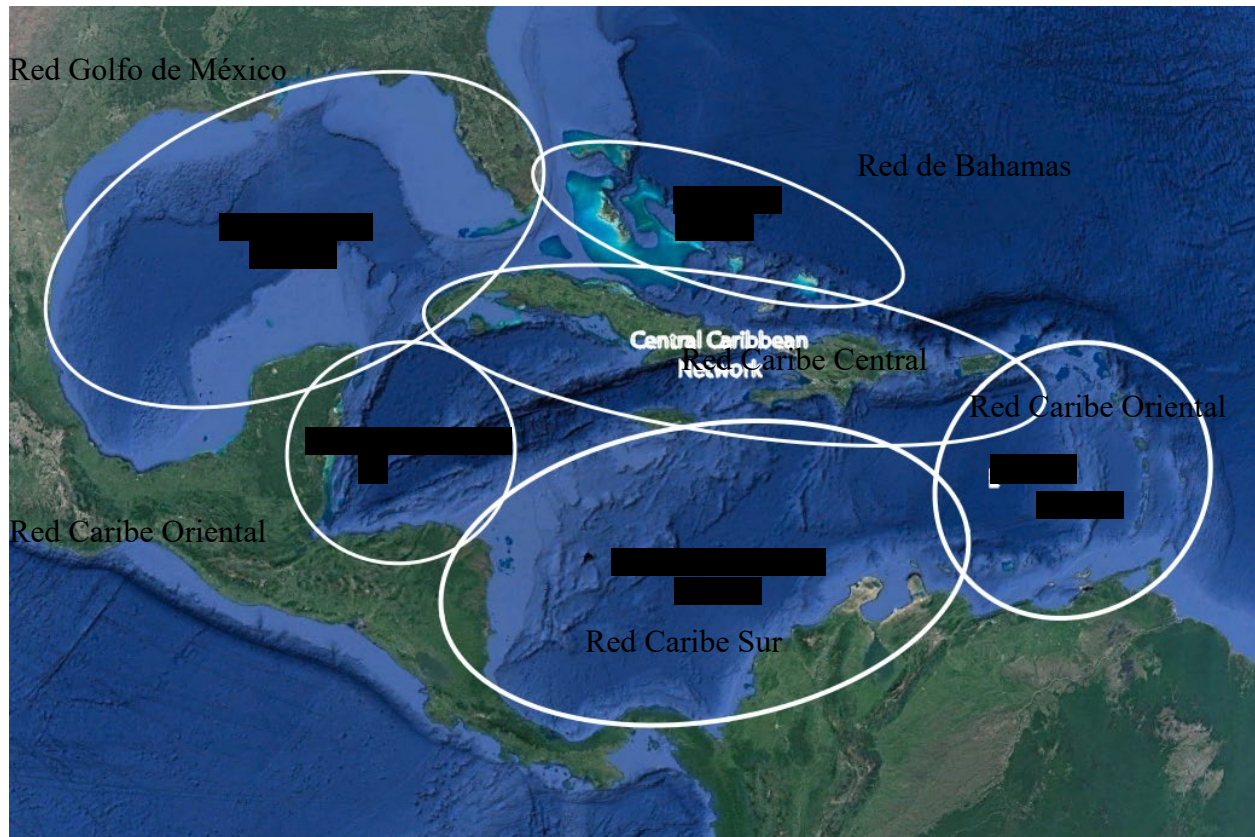 Red Golfo de México
Red de Bahamas
Central Caribbean
Network
Red Caribe Central
Red Caribe Oriental
Red Caribe Oriental
Red Caribe Sur